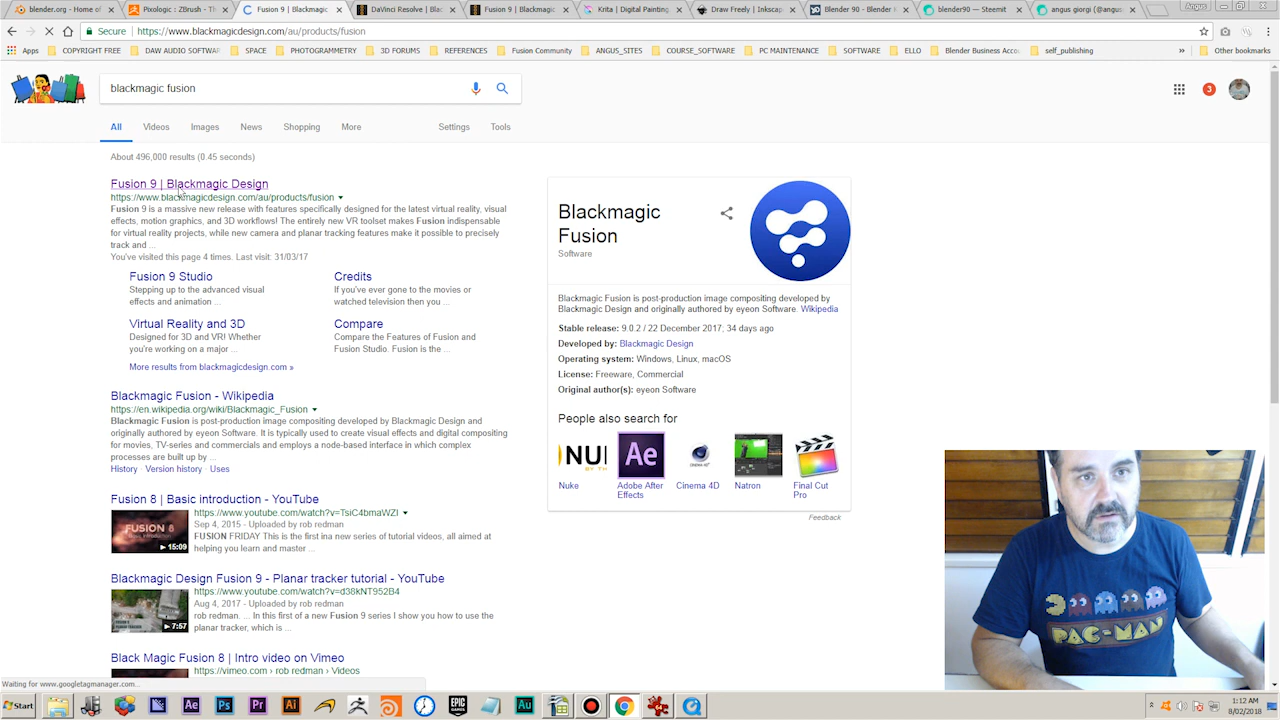 blender.org - Home of
Pixologic : ZBrush - The
Fusion 9 | Blackmagic
DaVinci Resolve | Black
Fusion 9 | Blackmagic
Krita | Digital Painting
Draw Freely | Inkscape
Blender 90 - Blender
blender90 — Steemit
angus giorgi (@angus
Angus
Secure
https://www.blackmagicdesign.com/au/products/fusion
Apps
COPYRIGHT FREE
DAW AUDIO SOFTWAR
SPACE
PHOTOGRAMMETRY
3D FORUMS
REFERENCES
Fusion Community
ANGUS_SITES
COURSE_SOFTWARE
PC MAINTENANCE
SOFTWARE
ELLO
Blender Business Acco
self_publishing
»
Other bookmarks
blackmagic fusion
3
All
Videos
Images
News
Shopping
More
Settings
Tools
About 496,000 results (0.45 seconds)
Fusion 9 | Blackmagic Design
https://www.blackmagicdesign.com/au/products/fusion
Fusion 9 is a massive new release with features specifically designed for the latest virtual reality, visual
effects, motion graphics, and 3D workflows! The entirely new VR toolset makes Fusion indispensable
for virtual reality projects, while new camera and planar tracking features make it possible to precisely
track and ...
You've visited this page 4 times. Last visit: 31/03/17
Fusion 9 Studio
Stepping up to the advanced visual
effects and animation ...
Credits
If you've ever gone to the movies or
watched television then you ...
Virtual Reality and 3D
Designed for 3D and VR! Whether
you're working on a major ...
Compare
Compare the Features of Fusion and
Fusion Studio. Fusion is the ...
More results from blackmagicdesign.com »
Blackmagic Fusion - Wikipedia
https://en.wikipedia.org/wiki/Blackmagic_Fusion
Blackmagic Fusion is post-production image compositing developed by Blackmagic Design and
originally authored by eyeon Software. It is typically used to create visual effects and digital compositing
for movies, TV-series and commercials and employs a node-based interface in which complex
processes are built up by ...
History · Version history · Uses
Fusion 8 | Basic introduction - YouTube
FUSION 8
15:09
https://www.youtube.com/watch?v=TsiC4bmaWZI
Sep 4, 2015 - Uploaded by rob redman
FUSION FRIDAY This is the first ina new series of tutorial videos, all aimed at
helping you learn and master ...
Blackmagic Design Fusion 9 - Planar tracker tutorial - YouTube
7:57
https://www.youtube.com/watch?v=d38kNT952B4
Aug 4, 2017 - Uploaded by rob redman
rob redman. ... In this first of a new Fusion 9 series I show you how to use the
planar tracker, which is ...
Black Magic Fusion 8 | Intro video on Vimeo
https://vimeo.com › rob redman › Videos
Blackmagic
Fusion
Software
Blackmagic Fusion is post-production image compositing developed by
Blackmagic Design and originally authored by eyeon Software. Wikipedia
Stable release: 9.0.2 / 22 December 2017; 34 days ago
Developed by: Blackmagic Design
Operating system: Windows, Linux, macOS
License: Freeware, Commercial
Original author(s): eyeon Software
People also search for
NU
Ae
Nuke
Adobe After
Effects
Cinema 4D
Natron
Final Cut
Pro
Feedback
PAC-MAN
Waiting for www.googletagmanager.com...
Start
Ae
Ps
Pr
Ai
EPIC
GAMES
Au
1:12 AM
8/02/2018